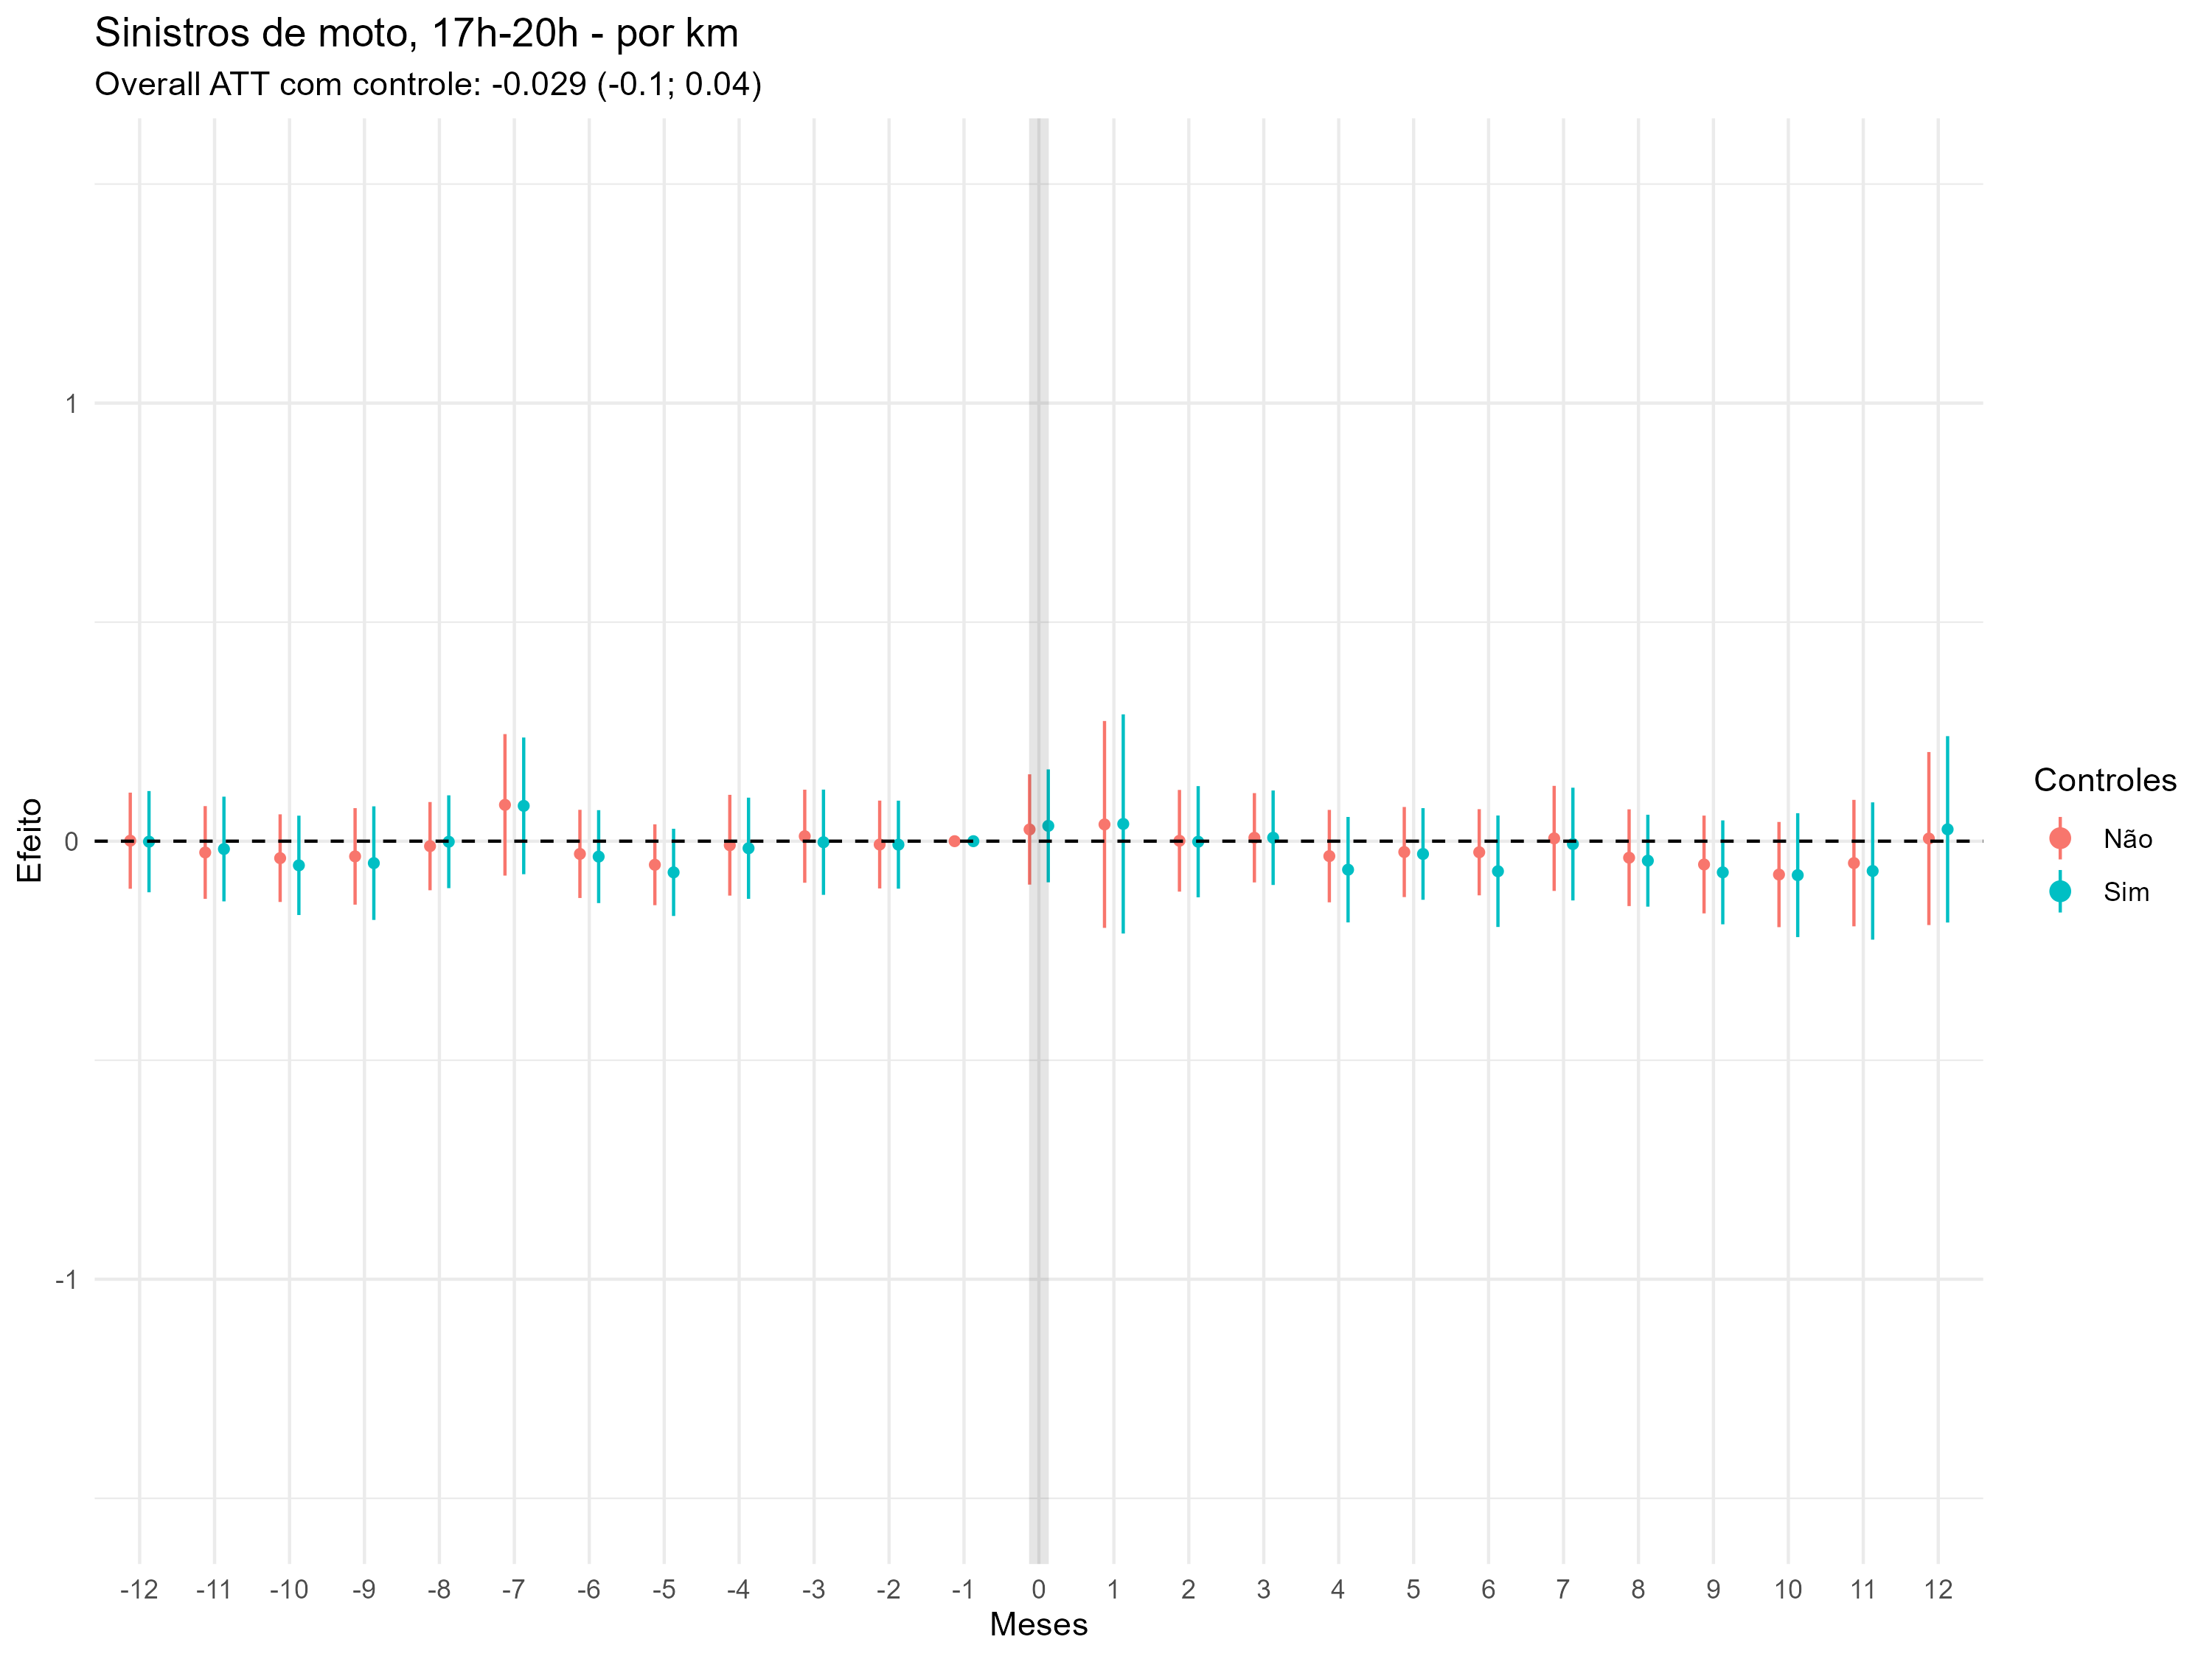 Sinistros de moto, 17h-20h - por km
Overall ATT com controle: -0.029 (-0.1; 0.04)
Efeito
1
0
-1
-12 -11 -10 -9 -8 -7 -6 -5 -4 -3 -2 -1 0 1 2 3 4 5 6 7 8 9 10 11 12
Meses
Controles
Não
Sim